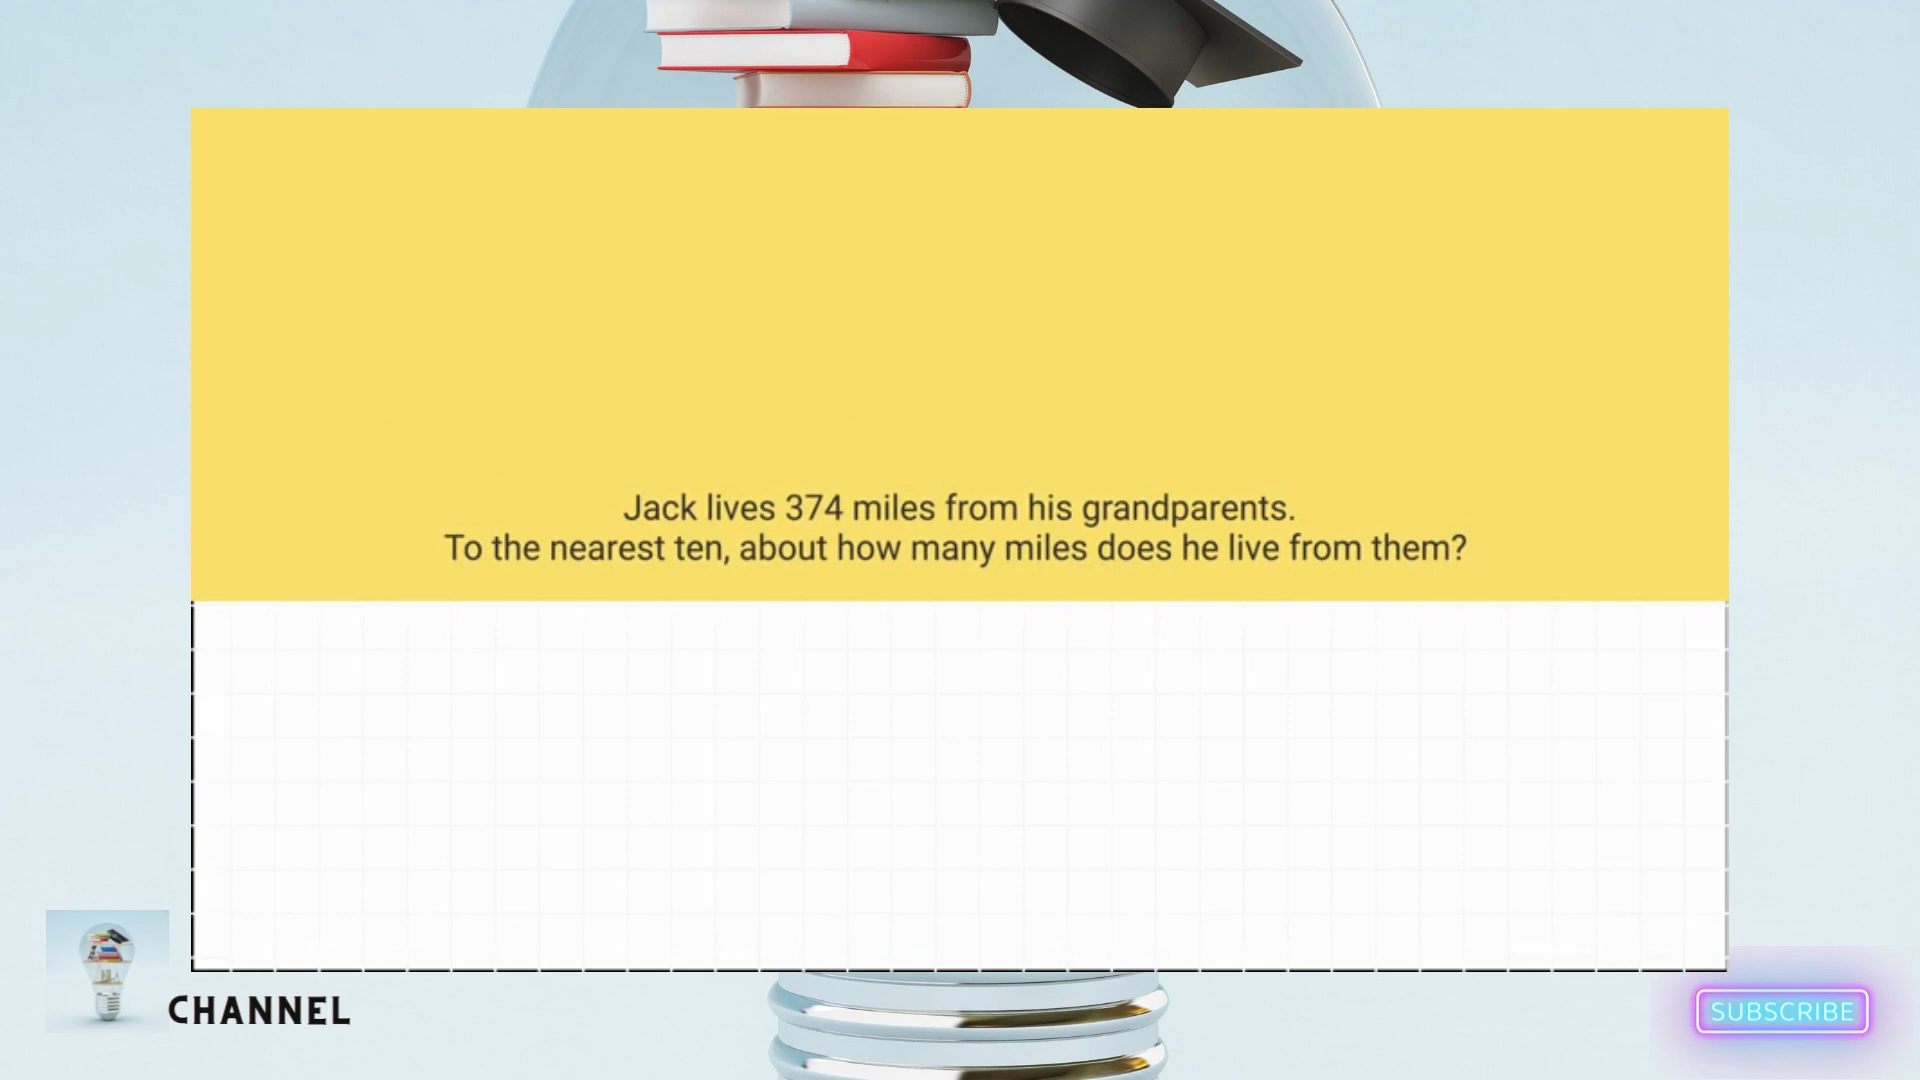 Jack lives 374 miles from his grandparents.
To the nearest ten, about how many miles does he live from them?
CHANNEL
SUBSCRIBE